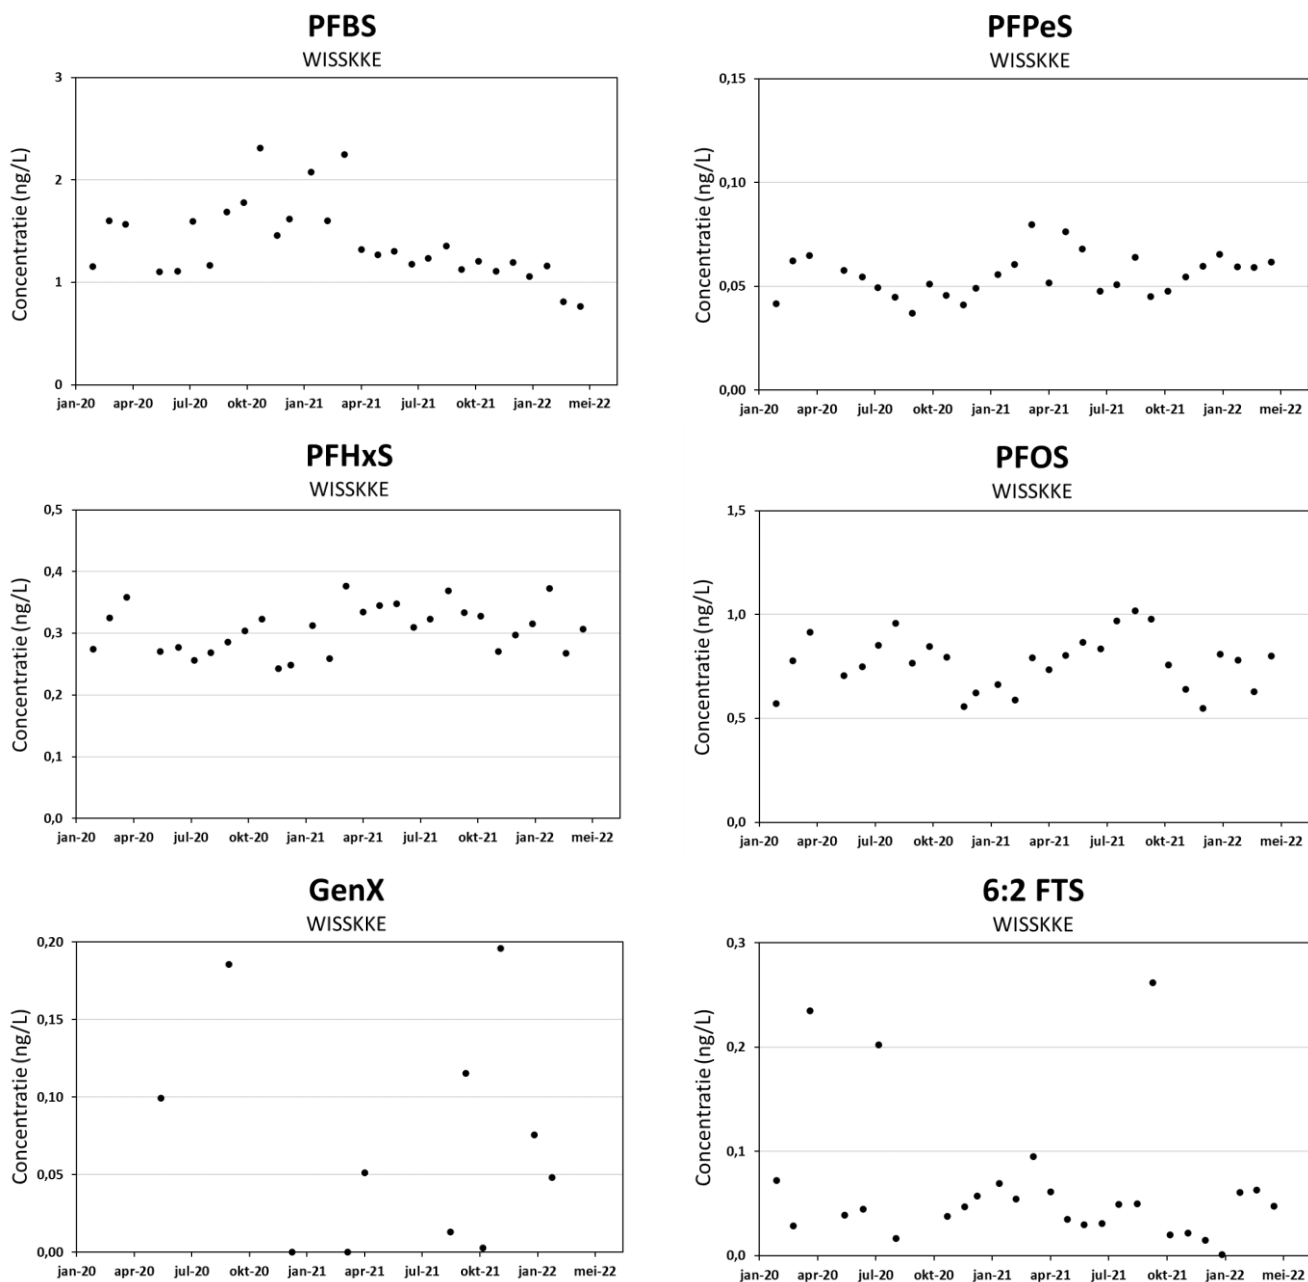 PFBS
WISSKKE
Concentratie (ng/L)
3
2
1
0
jan-20 apr-20 jul-20 okt-20 jan-21 apr-21 jul-21 okt-21 jan-22 mei-22
PFPeS
WISSKKE
Concentratie (ng/L)
0,15
0,10
0,05
0,00
jan-20 apr-20 jul-20 okt-20 jan-21 apr-21 jul-21 okt-21 jan-22 mei-22
PFHxS
WISSKKE
Concentratie (ng/L)
0,5
0,4
0,3
0,2
0,1
0,0
jan-20 apr-20 jul-20 okt-20 jan-21 apr-21 jul-21 okt-21 jan-22 mei-22
PFOS
WISSKKE
Concentratie (ng/L)
1,5
1,0
0,5
0,0
jan-20 apr-20 jul-20 okt-20 jan-21 apr-21 jul-21 okt-21 jan-22 mei-22
GenX
WISSKKE
Concentratie (ng/L)
0,20
0,15
0,10
0,05
0,00
jan-20 apr-20 jul-20 okt-20 jan-21 apr-21 jul-21 okt-21 jan-22 mei-22
6:2 FTS
WISSKKE
Concentratie (ng/L)
0,3
0,2
0,1
0,0
jan-20 apr-20 jul-20 okt-20 jan-21 apr-21 jul-21 okt-21 jan-22 mei-22